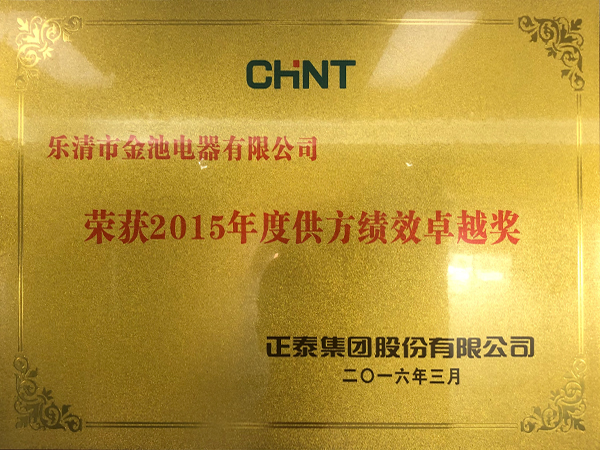 CHINT
乐清市金池电器有限公司
荣获2015年度供方绩效卓越奖
正泰集团股份有限公司
二〇一六年三月